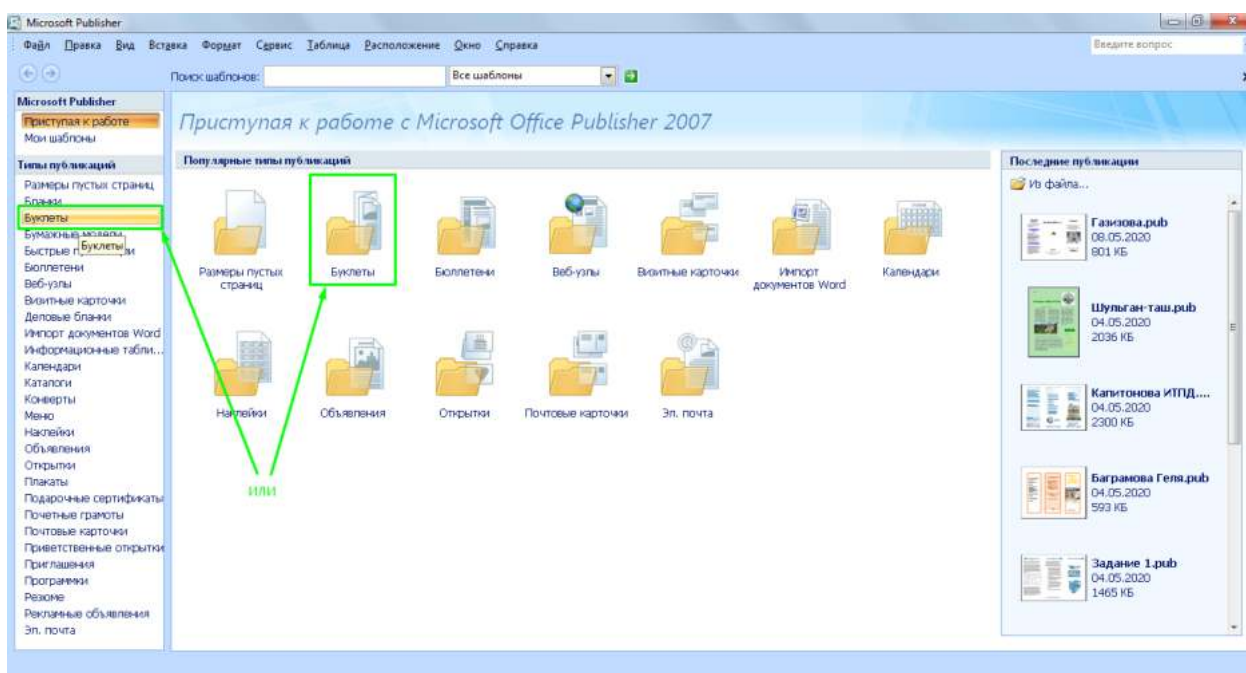 Microsoft Publisher
Файл Правка Вид Вставка Формат Сервис Таблица Расположение Окно Справка
Введите вопрос
Поиск шаблонов:
Все шаблоны
Microsoft Publisher
Приступая к работе
Мои шаблоны
Типы публикаций
Размеры пустых страниц
Бланки
Буклеты
Бумажные модели
Буклеты
Быстрые
Бюллетени
Веб-узлы
Визитные карточки
Деловые бланки
Импорт документов Word
Информационные табли...
Календари
Каталоги
Конверты
Меню
Наклейки
Объявления
Открытки
Плакаты
Подарочные сертификаты
Почетные грамоты
Почтовые карточки
Приветственные открытки
Приглашения
Программки
Резюме
Рекламные объявления
Эл. почта
Приступая к работе с Microsoft Office Publisher 2007
Популярные типы публикаций
Размеры пустых страниц
Буклеты
Бюллетени
Веб-узлы
Визитные карточки
Импорт документов Word
Календари
Наклейки
Объявления
Открытки
Почтовые карточки
Эл. почта
или
Последние публикации
Из файла...
Газизова.pub
08.05.2020
801 КБ
Шульган-таш.pub
04.05.2020
2036 КБ
Капитонова ИТПД....
04.05.2020
2300 КБ
Баграмова Геля.pub
04.05.2020
593 КБ
Задание 1.pub
04.05.2020
1465 КБ